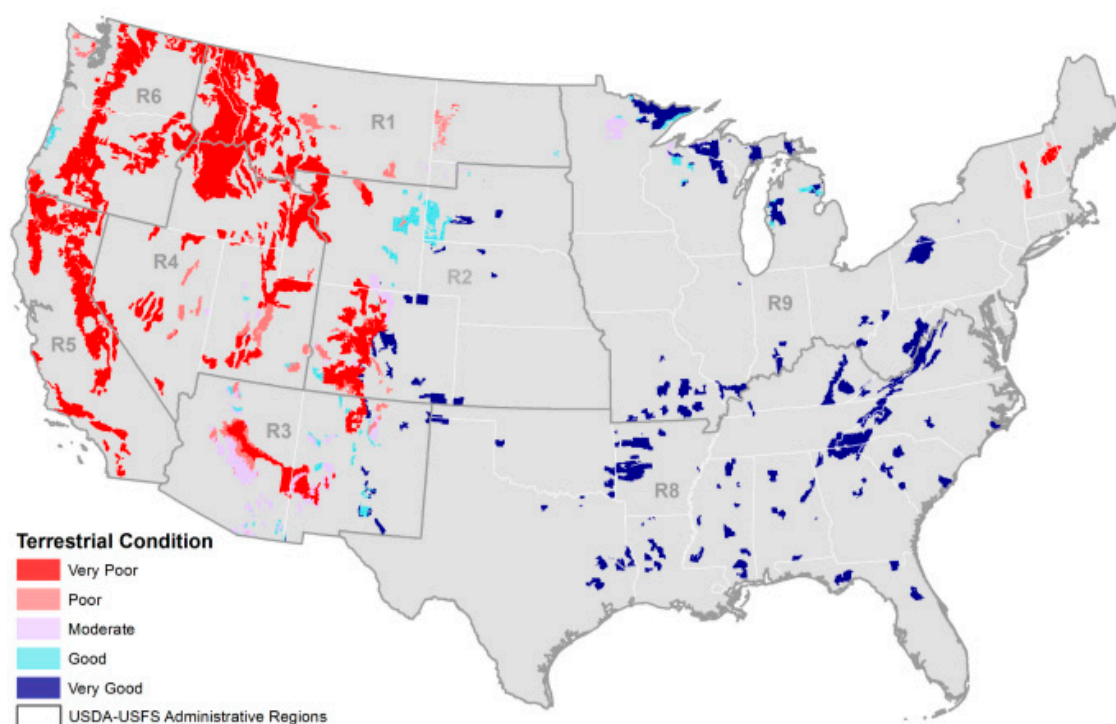 R6
R1
R4
R2
R9
R5
R3
R8
Terrestrial Condition
Very Poor
Poor
Moderate
Good
Very Good
USDA-USFS Administrative Regions